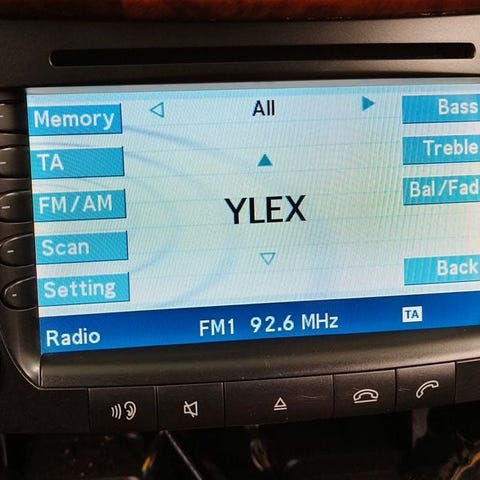 All
Memory
Bass
TA
Treble
FM/AM
Bal/Fad
YLEX
Scan
Setting
Back
Radio
FM1 92.6 MHz
TA